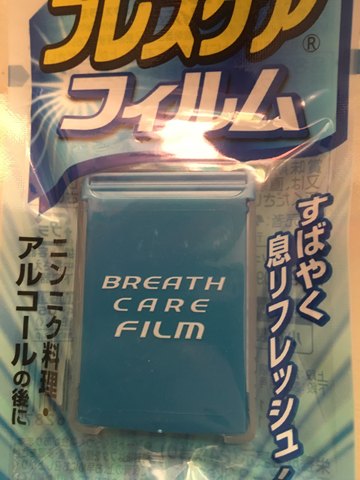 ブレスケア®
フィルム
すばやく
息リフレッシュ!
BREATH
CARE
FILM
ニンニク料理・
アルコールの後に